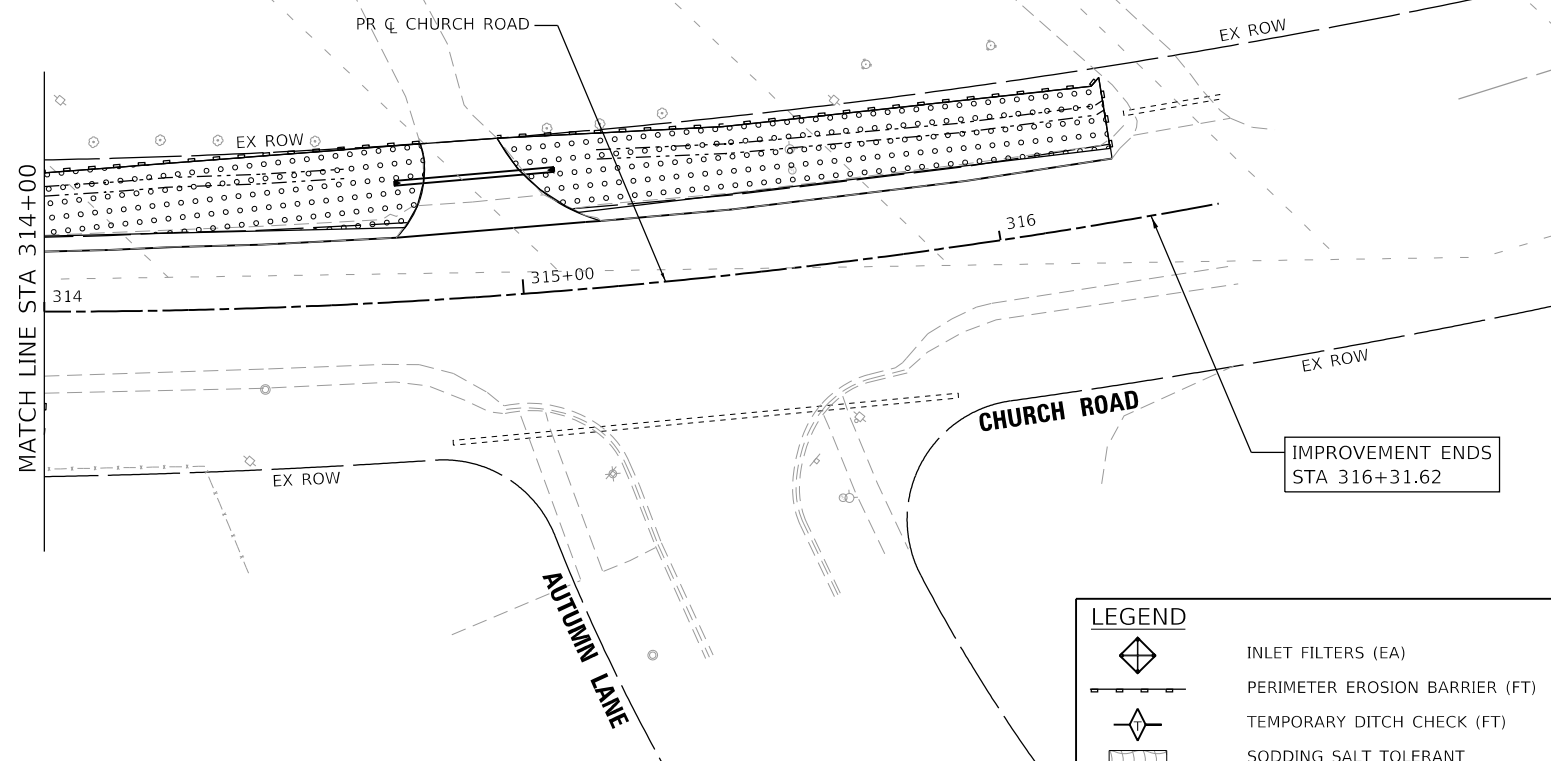 PR ℄ CHURCH ROAD
EX ROW
EX ROW
MATCH LINE STA 314+00
316
315+00
314
EX ROW
CHURCH ROAD
IMPROVEMENT ENDS
STA 316+31.62
EX ROW
AUTUMN LANE
LEGEND
INLET FILTERS (EA)
PERIMETER EROSION BARRIER (FT)
T
TEMPORARY DITCH CHECK (FT)
SODDING SALT TOLERANT